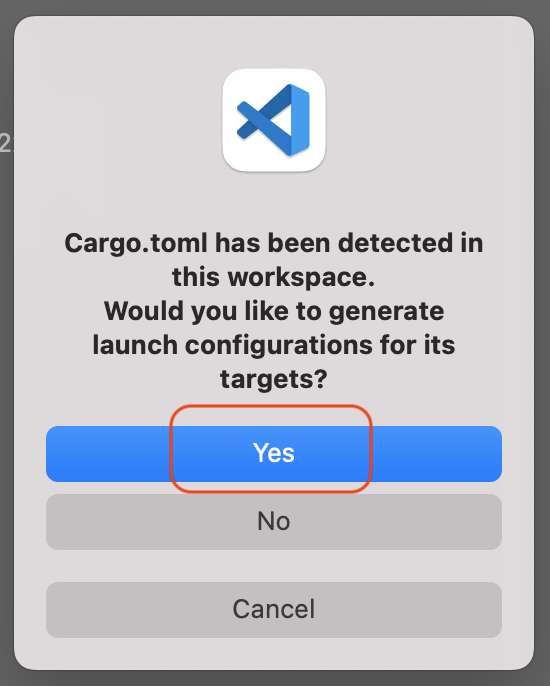 2
Cargo.toml has been detected in
this workspace.
Would you like to generate
launch configurations for its
targets?
Yes
No
Cancel